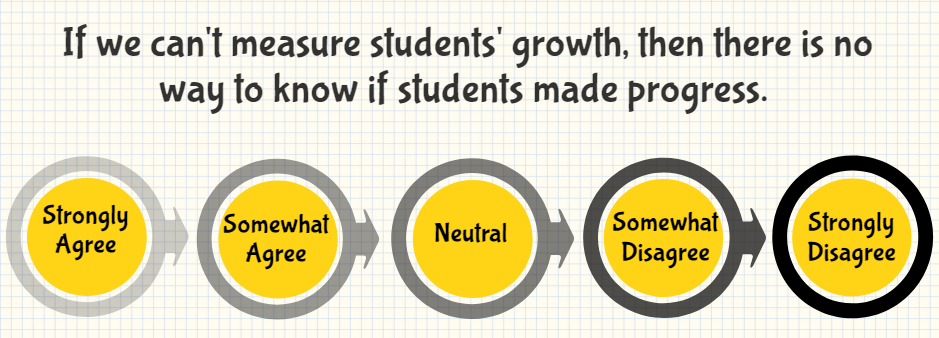 If we can't measure students' growth, then there is no
way to know if students made progress.
Strongly
Agree
Somewhat
Agree
Neutral
Somewhat
Disagree
Strongly
Disagree